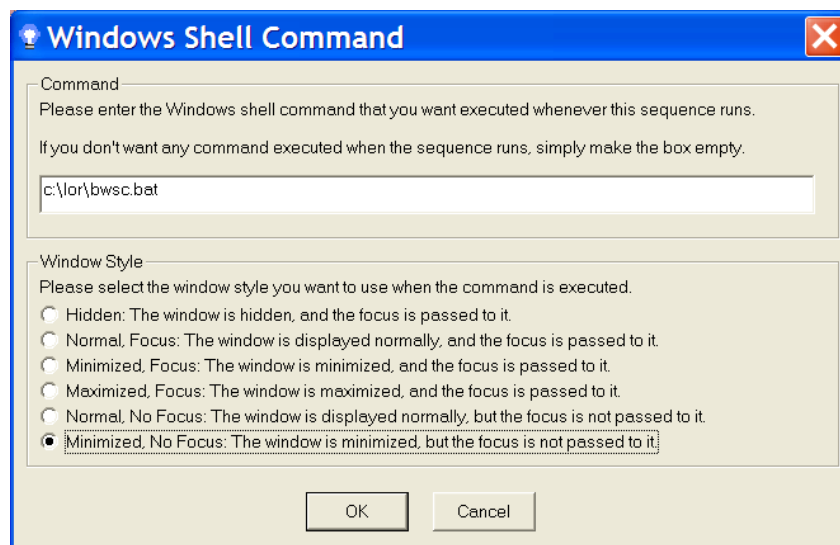 Windows Shell Command
Command
Please enter the Windows shell command that you want executed whenever this sequence runs.
If you don't want any command executed when the sequence runs, simply make the box empty.
c:\lor\bwsc.bat
Window Style
Please select the window style you want to use when the command is executed.
Hidden: The window is hidden, and the focus is passed to it.
Normal, Focus: The window is displayed normally, and the focus is passed to it.
Minimized, Focus: The window is minimized, and the focus is passed to it.
Maximized, Focus: The window is maximized, and the focus is passed to it.
Normal, No Focus: The window is displayed normally, but the focus is not passed to it.
Minimized, No Focus: The window is minimized, but the focus is not passed to it.
OK Cancel